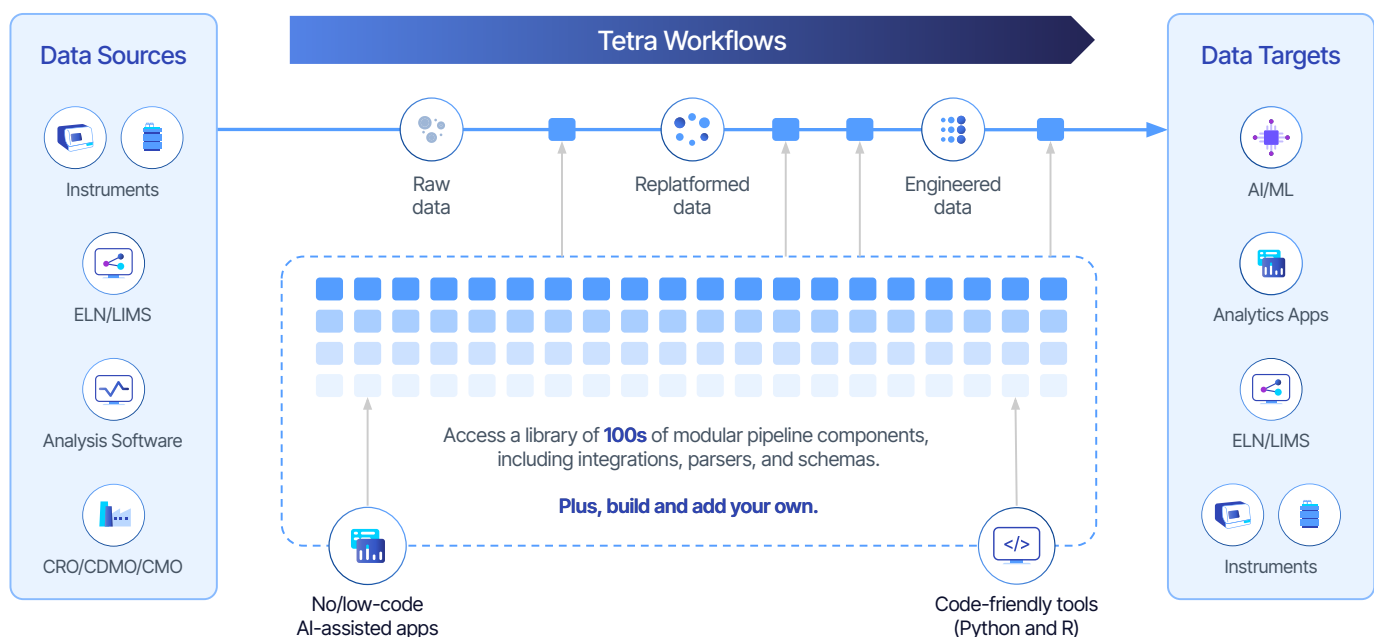 Data Sources
Instruments
ELN/LIMS
Analysis Software
CRO/CDMO/CMO
Tetra Workflows
Raw
data
Replatformed
data
Engineered
data
Access a library of 100s of modular pipeline components,
including integrations, parsers, and schemas.
Plus, build and add your own.
</>
No/low-code
AI-assisted apps
Code-friendly tools
(Python and R)
Data Targets
AI/ML
Analytics Apps
ELN/LIMS
Instruments